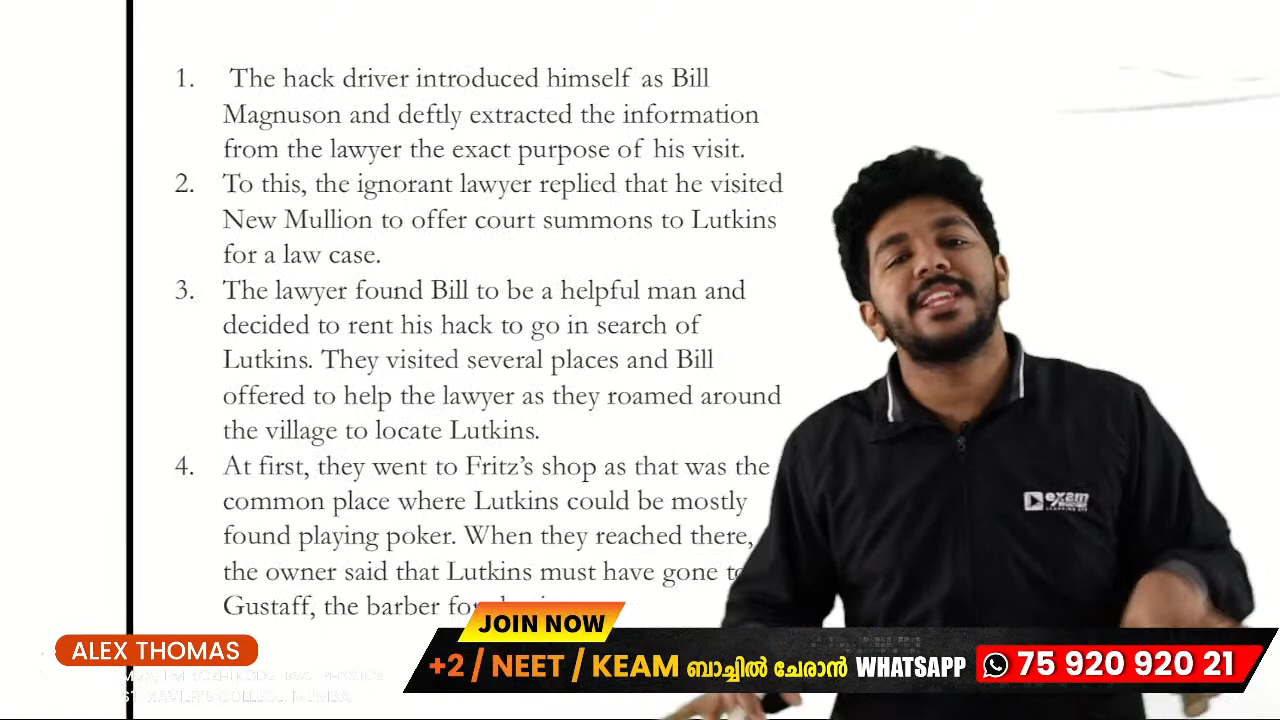 1. The hack driver introduced himself as Bill
Magnuson and deftly extracted the information
from the lawyer the exact purpose of his visit.
2. To this, the ignorant lawyer replied that he visited
New Mullion to offer court summons to Lutkins
for a law case.
3. The lawyer found Bill to be a helpful man and
decided to rent his hack to go in search of
Lutkins. They visited several places and Bill
offered to help the lawyer as they roamed around
the village to locate Lutkins.
4. At first, they went to Fritz's shop as that was the
common place where Lutkins could be mostly
found playing poker. When they reached there,
the owner said that Lutkins must have gone
Gustaff, the barber
exam
JOIN NOW
ALEX THOMAS
+2 / NEET / KEAM ബാച്ചിൽ ചേരാൻ WHATSAPP 75 920 920 21
ST. XAVIER'S COLLEGE, MUMBAI